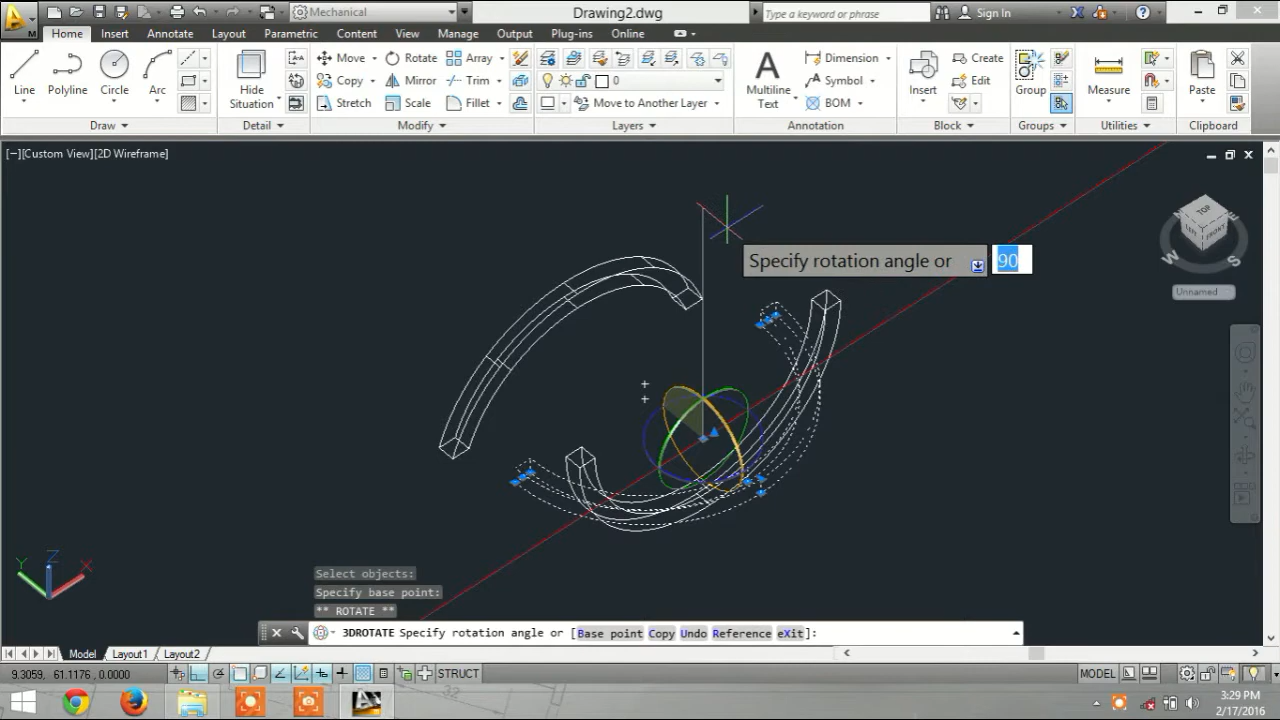 Mechanical
Drawing2.dwg
Type a keyword or phrase
Sign In
Home Insert Annotate Layout Parametric Content View Manage Output Plug-ins Online
Line
Polyline
Circle
Arc
Draw
Hide
Situation
Detail
Move
Rotate
Array
Copy
Mirror
Trim
Stretch
Scale
Fillet
Modify
0
Move to Another Layer
Layers
Multiline
Text
Dimension
Symbol
BOM
Annotation
Insert
Create
Edit
Block
Group
Groups
Measure
Utilities
Paste
Clipboard
[−][Custom View][2D Wireframe]
TOP
FRONT
N
E
W
S
Unnamed
Specify rotation angle or
90
Y
Z
X
Select objects:
Specify base point:
** ROTATE **
3DROTATE Specify rotation angle or [Base point Copy Undo Reference eXit]:
Model Layout1 Layout2
9.3059, 61.1176, 0.0000
STRUCT
MODEL
32
3:29 PM
2/17/2016